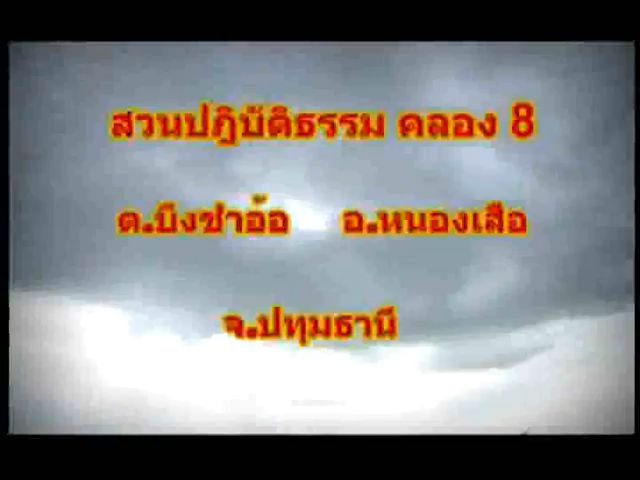 สวนปฎิบัติธรรม คลอง 8
ต.บึงชำอ้อ อ.หนองเสือ
จ.ปทุมธานี